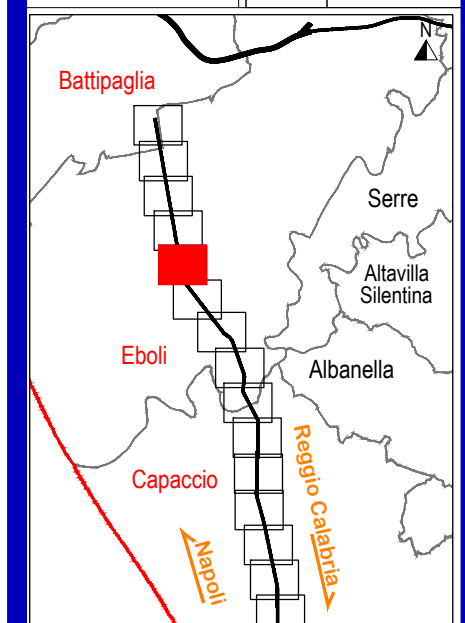 N
Battipaglia
Serre
Altavilla
Silentina
Eboli
Albanella
Capaccio
Reggio Calabria
Napoli